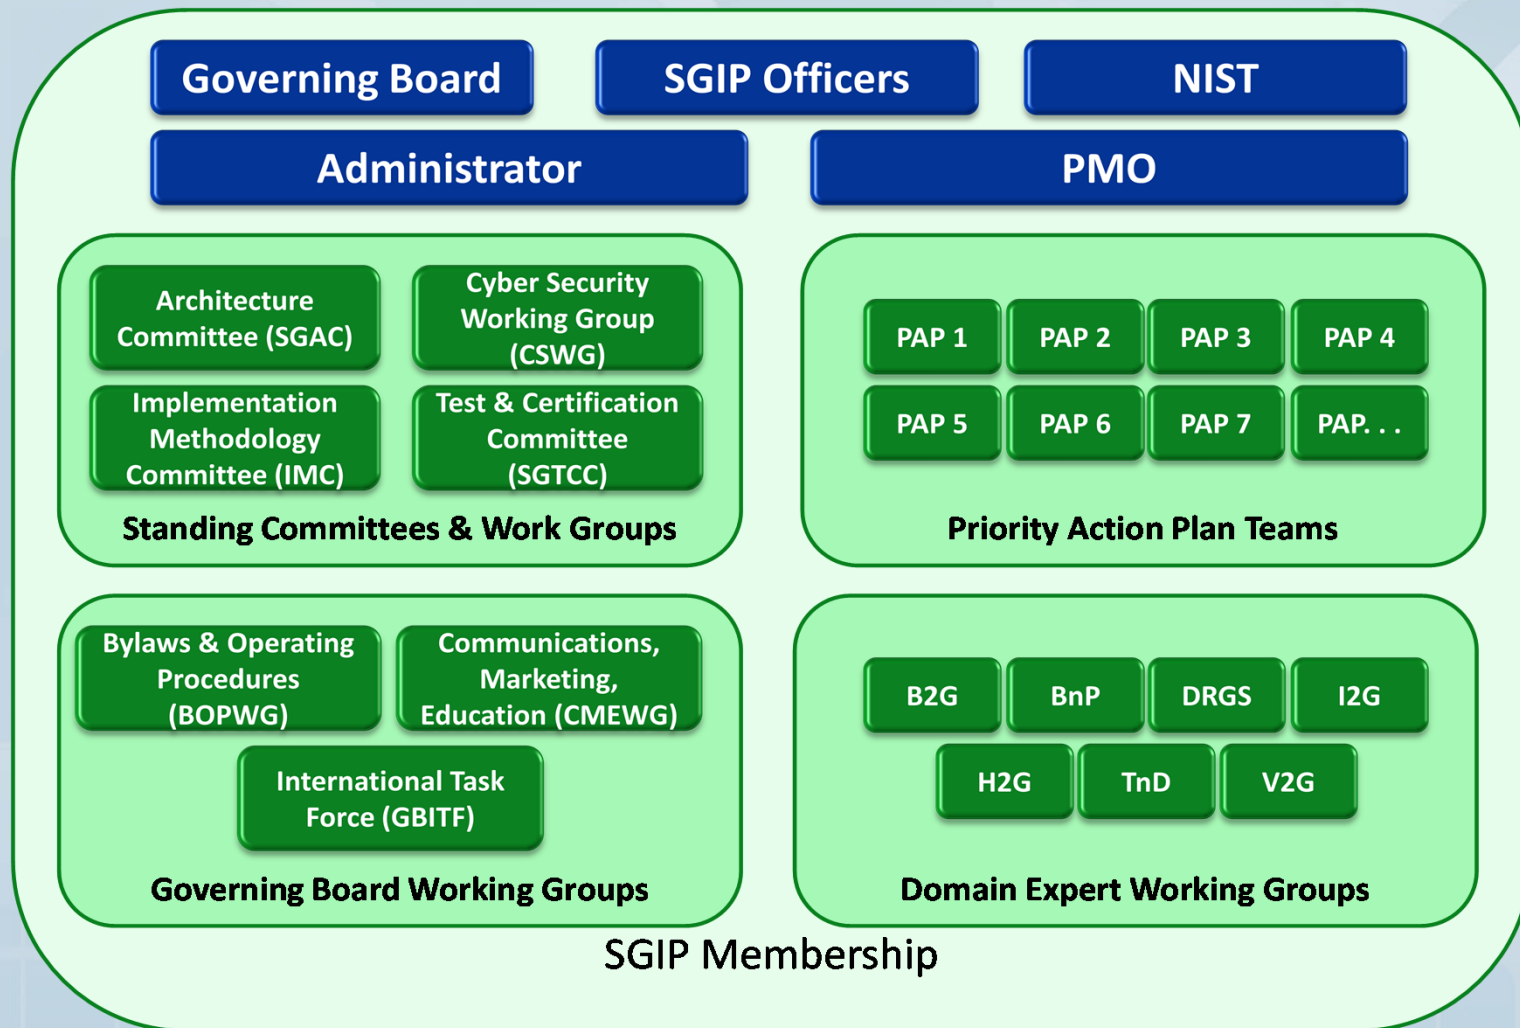 Governing Board
SGIP Officers
NIST
Administrator
PMO
Architecture
Committee (SGAC)
Cyber Security
Working Group
(CSWG)
Implementation
Methodology
Committee (IMC)
Test & Certification
Committee
(SGTCC)
Standing Committees & Work Groups
PAP 1
PAP 2
PAP 3
PAP 4
PAP 5
PAP 6
PAP 7
PAP. . .
Priority Action Plan Teams
Bylaws & Operating
Procedures
(BOPWG)
Communications,
Marketing,
Education (CMEWG)
International Task
Force (GBITF)
Governing Board Working Groups
B2G
BnP
DRGS
I2G
H2G
TnD
V2G
Domain Expert Working Groups
SGIP Membership